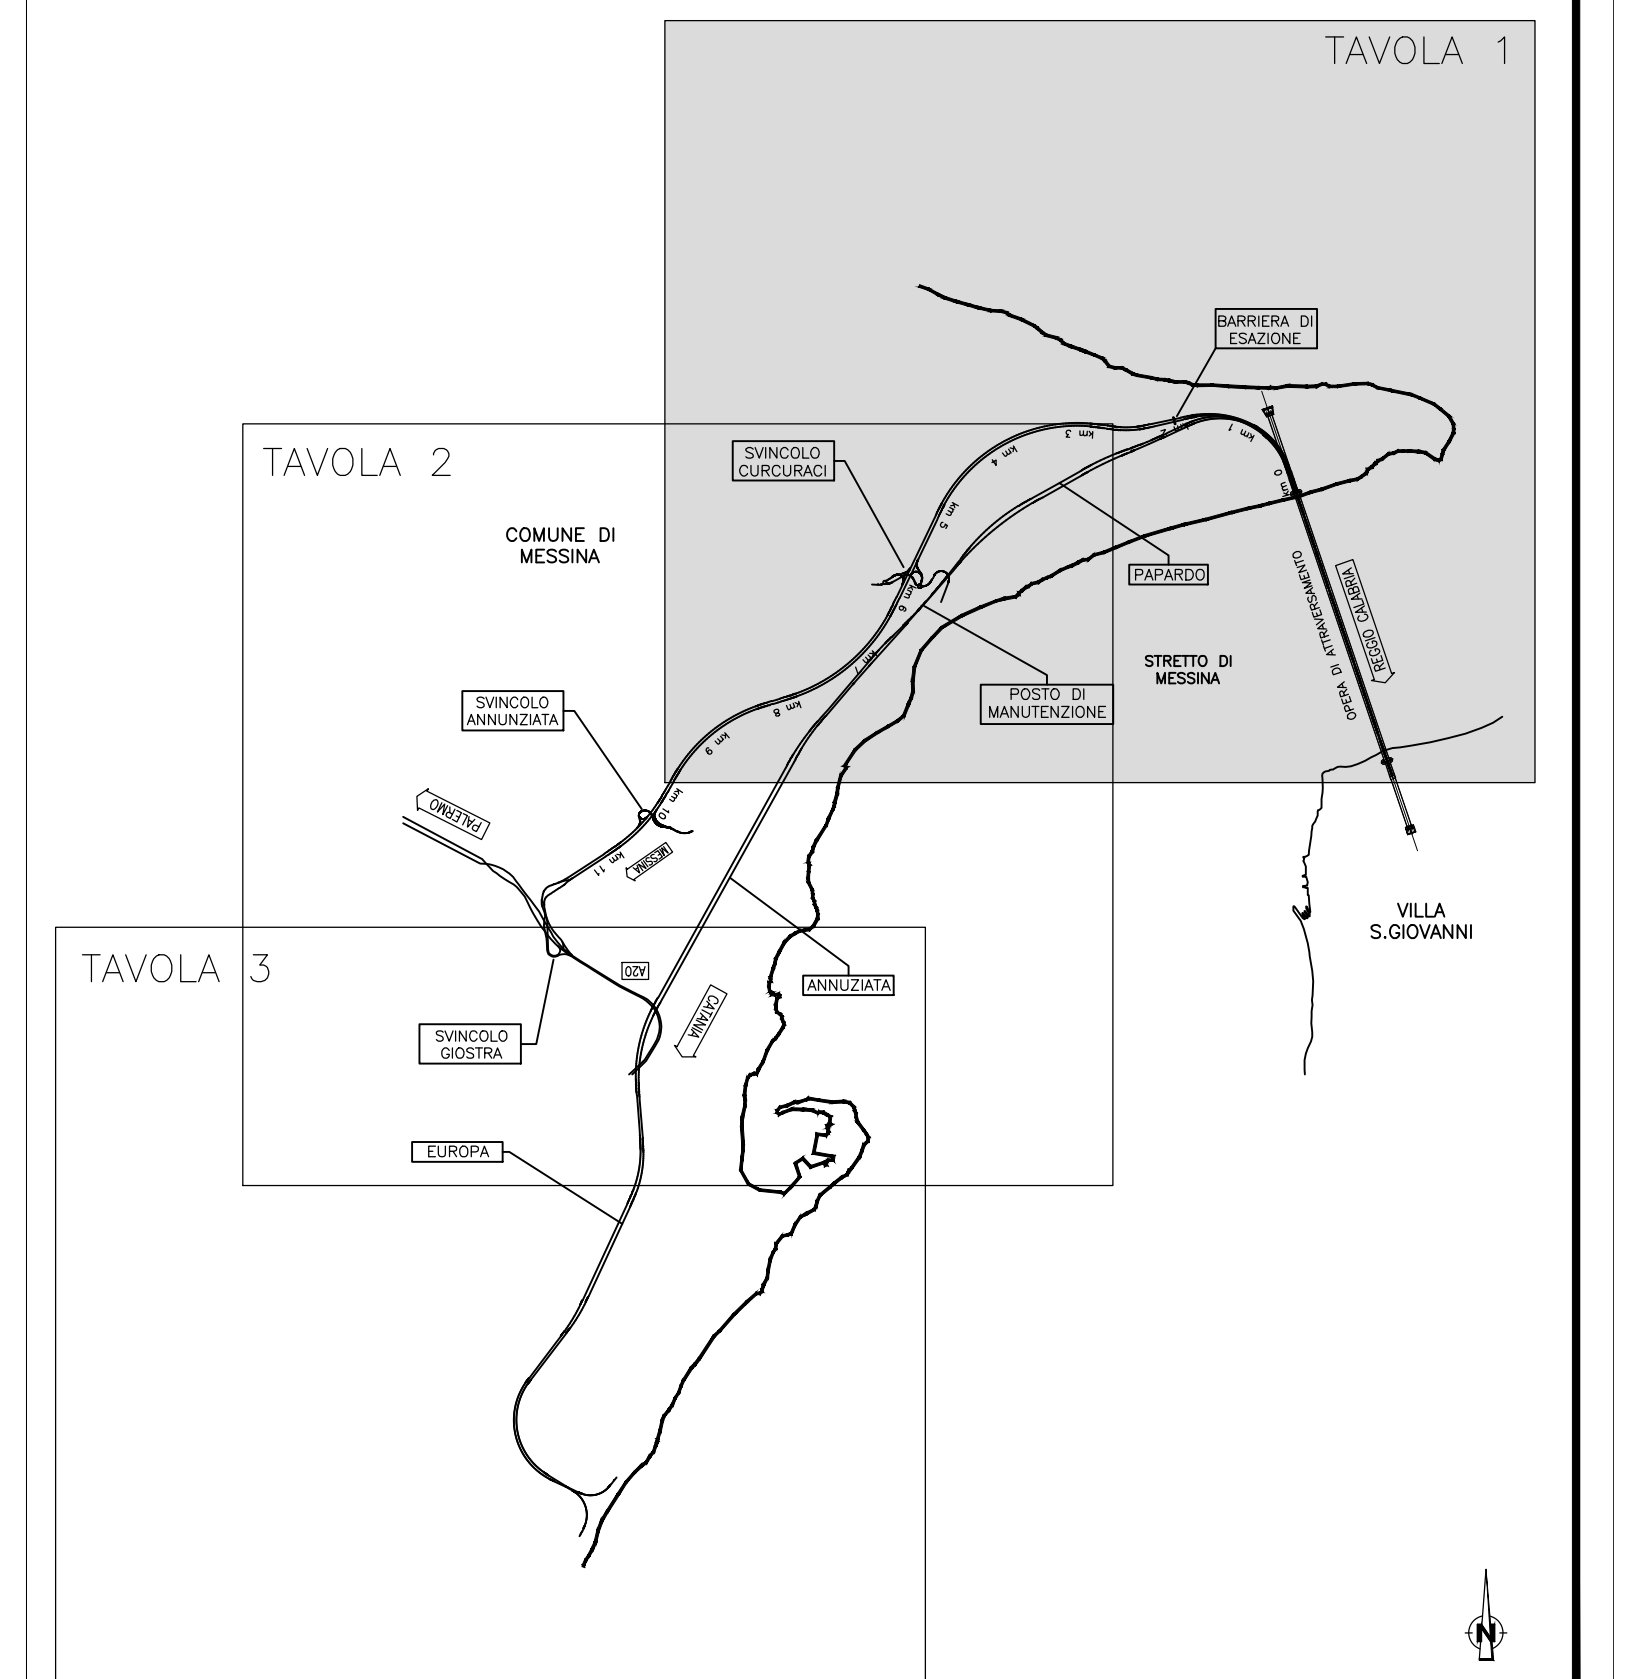 TAVOLA 1
BARRIERA DI
ESAZIONE
km 0
km 1
km 2
km 3
km 4
km 5
km 6
km 7
km 8
km 9
km 10
km 11
TAVOLA 2
SVINCOLO
CURCURACI
COMUNE DI
MESSINA
PAPARDO
OPERA DI ATTRAVERSAMENTO
REGGIO CALABRIA
STRETTO DI
MESSINA
POSTO DI
MANUTENZIONE
SVINCOLO
ANNUNZIATA
PALERMO
MESSINA
VILLA
S.GIOVANNI
TAVOLA 3
A20
ANNUZIATA
CATANIA
SVINCOLO
GIOSTRA
EUROPA
N